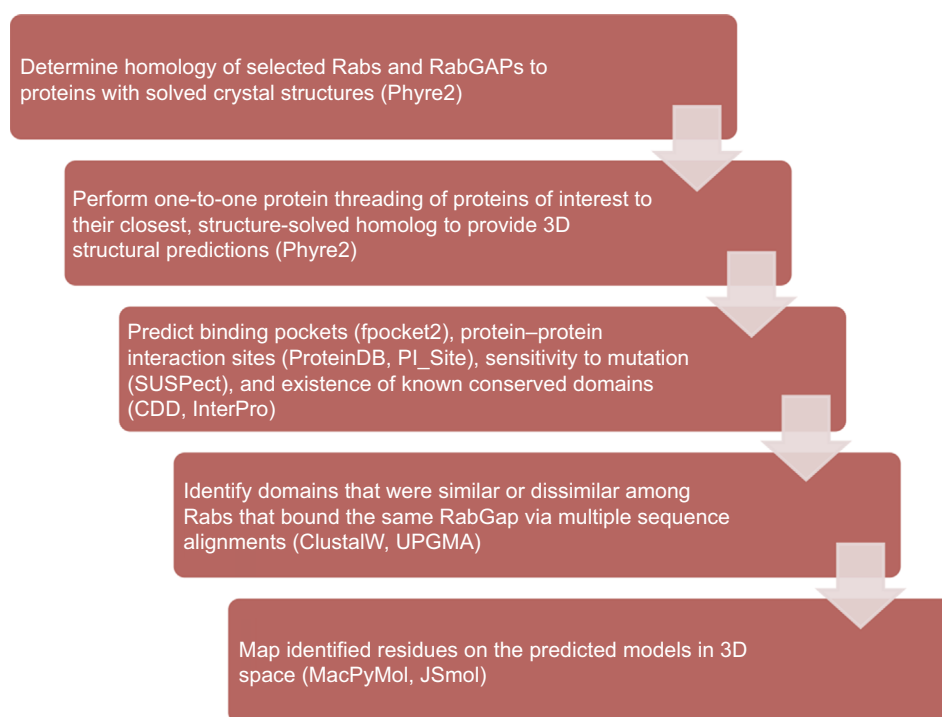 Determine homology of selected Rabs and RabGAPs to
proteins with solved crystal structures (Phyre2)
Perform one-to-one protein threading of proteins of interest to
their closest, structure-solved homolog to provide 3D
structural predictions (Phyre2)
Predict binding pockets (fpocket2), protein–protein
interaction sites (ProteinDB, PI_Site), sensitivity to mutation
(SUSPect), and existence of known conserved domains
(CDD, InterPro)
Identify domains that were similar or dissimilar among
Rabs that bound the same RabGap via multiple sequence
alignments (ClustalW, UPGMA)
Map identified residues on the predicted models in 3D
space (MacPyMol, JSmol)